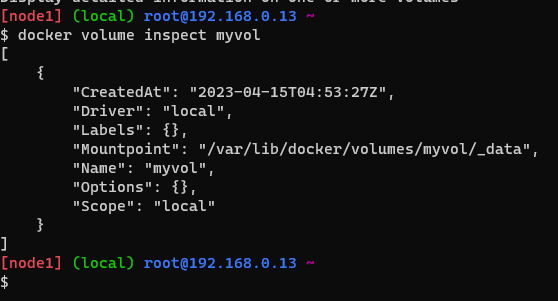 Display detailed information on one or more volumes
[node1] (local) root@192.168.0.13 ~
$ docker volume inspect myvol
[
    {
        "CreatedAt": "2023-04-15T04:53:27Z",
        "Driver": "local",
        "Labels": {},
        "Mountpoint": "/var/lib/docker/volumes/myvol/_data",
        "Name": "myvol",
        "Options": {},
        "Scope": "local"
    }
]
[node1] (local) root@192.168.0.13 ~
$